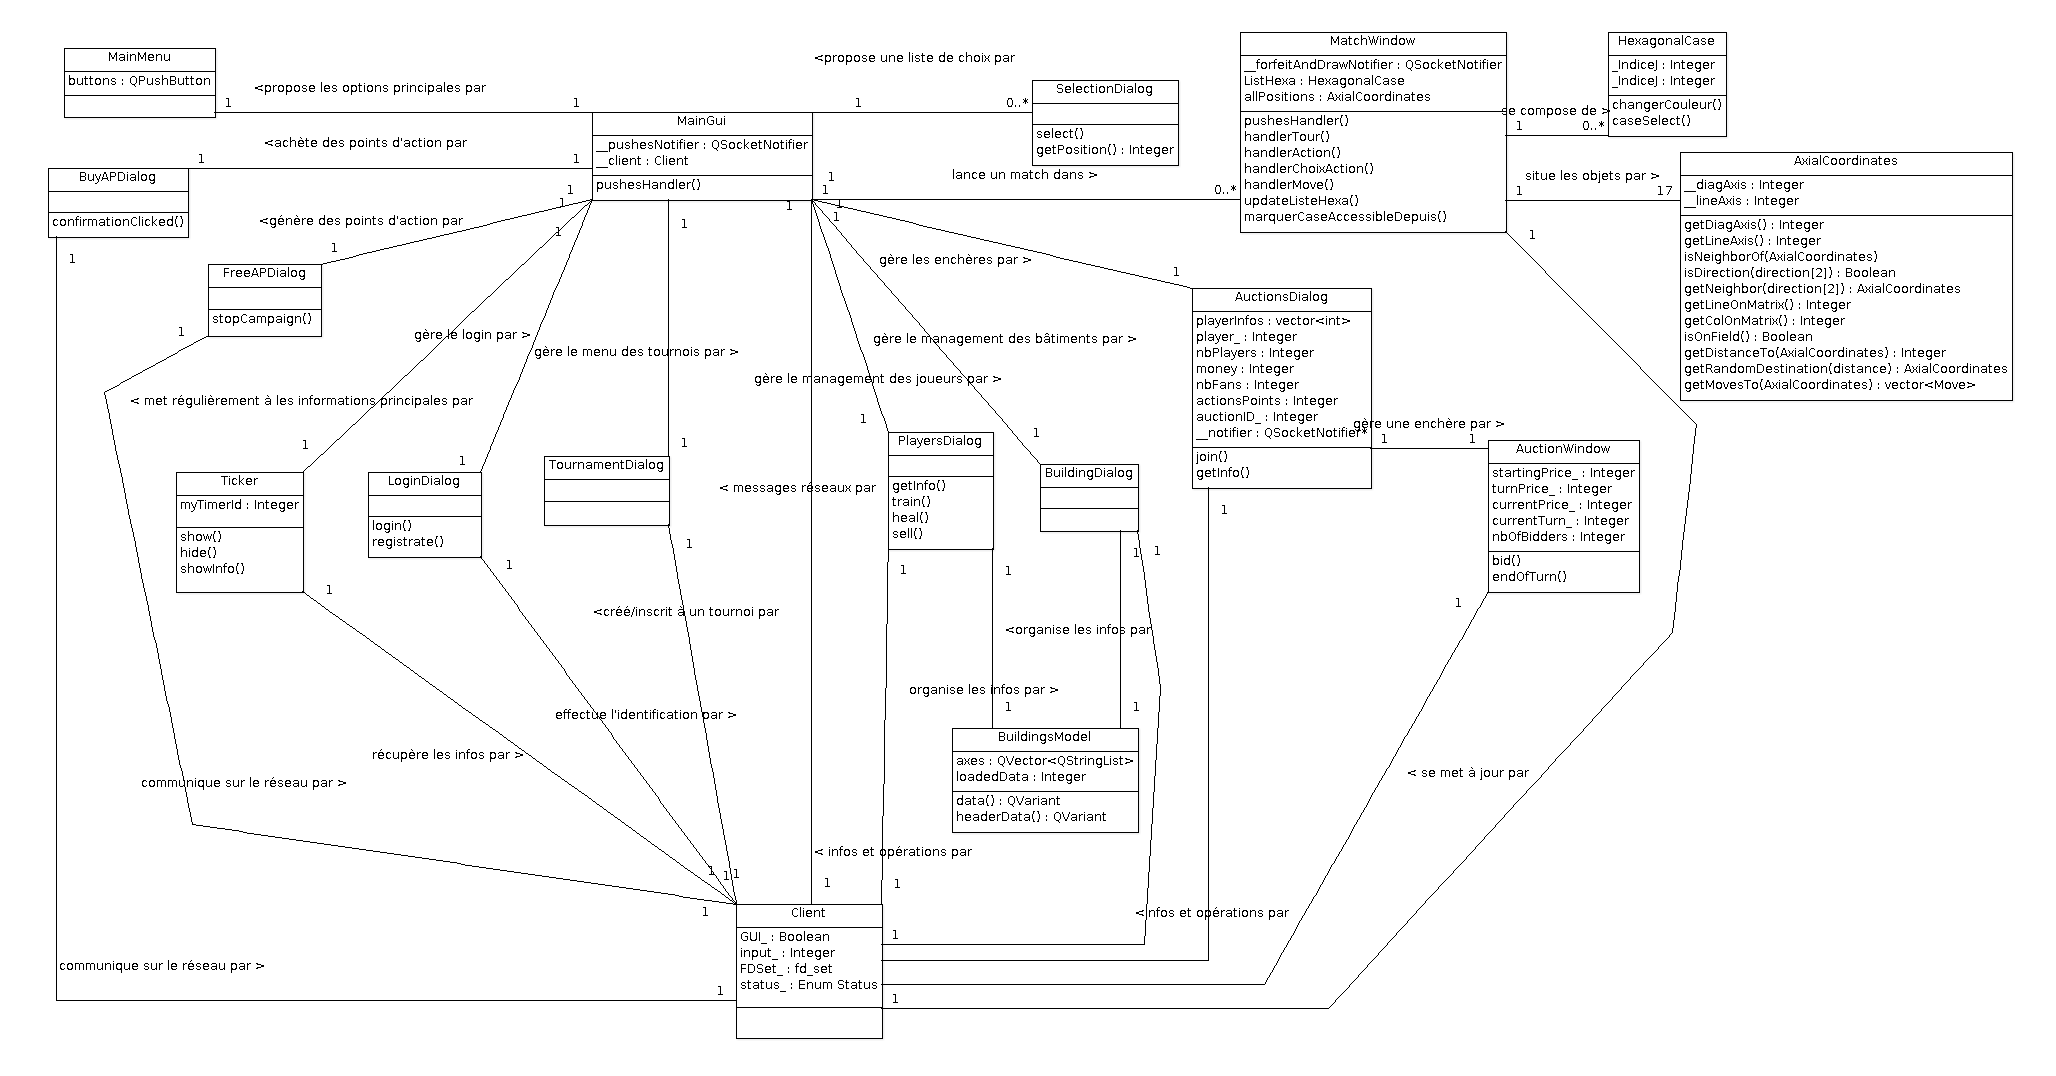 MainMenu
buttons : QPushButton
<propose les options principales par
1
1
<propose une liste de choix par
1
0..*
SelectionDialog
select()
getPosition() : Integer
MatchWindow
__forfeitAndDrawNotifier : QSocketNotifier
ListHexa : HexagonalCase
allPositions : AxialCoordinates
pushesHandler()
handlerTour()
handlerAction()
handlerChoixAction()
handlerMove()
updateListeHexa()
marquerCaseAccessibleDepuis()
se compose de >
1
0..*
HexagonalCase
_IndiceJ : Integer
_IndiceJ : Integer
changerCouleur()
caseSelect()
situe les objets par >
1
17
AxialCoordinates
__diagAxis : Integer
__lineAxis : Integer
getDiagAxis() : Integer
getLineAxis() : Integer
isNeighborOf(AxialCoordinates)
isDirection(direction[2]) : Boolean
getNeighbor(direction[2]) : AxialCoordinates
getLineOnMatrix() : Integer
getColOnMatrix() : Integer
isOnField() : Boolean
getDistanceTo(AxialCoordinates) : Integer
getRandomDestination(distance) : AxialCoordinates
getMovesTo(AxialCoordinates) : vector<Move>
MainGui
__pushesNotifier : QSocketNotifier
__client : Client
pushesHandler()
<achète des points d'action par
1
1
BuyAPDialog
confirmationClicked()
1
<génère des points d'action par
1
1
FreeAPDialog
stopCampaign()
1
lance un match dans >
1
0..*
1
1
1
1
1
1
1
1
gère les enchères par >
1
gère le login par >
gère le menu des tournois par >
gère le management des bâtiments par >
gère le management des joueurs par >
< met régulièrement à les informations principales par
AuctionsDialog
playerInfos : vector<int>
player_ : Integer
nbPlayers : Integer
money : Integer
nbFans : Integer
actionsPoints : Integer
auctionID_ : Integer
__notifier : QSocketNotifier*
join()
getInfo()
gère une enchère par >
1
1
AuctionWindow
startingPrice_ : Integer
turnPrice_ : Integer
currentPrice_ : Integer
currentTurn_ : Integer
nbOfBidders : Integer
bid()
endOfTurn()
1
1
1
1
1
1
Ticker
myTimerId : Integer
show()
hide()
showInfo()
LoginDialog
login()
registrate()
TournamentDialog
< messages réseaux par
PlayersDialog
getInfo()
train()
heal()
sell()
BuildingDialog
1
1
1
1
1
1
1
1
1
<créé/inscrit à un tournoi par
<organise les infos par
organise les infos par >
1
1
effectue l'identification par >
BuildingsModel
axes : QVector<QStringList>
loadedData : Integer
data() : QVariant
headerData() : QVariant
récupère les infos par >
communique sur le réseau par >
< se met à jour par
< infos et opérations par
1
1
1
1
1
1
< nfos et opérations par
Client
GUI_ : Boolean
input_ : Integer
FDSet_ : fd_set
status_ : Enum Status
communique sur le réseau par >
1
1
1